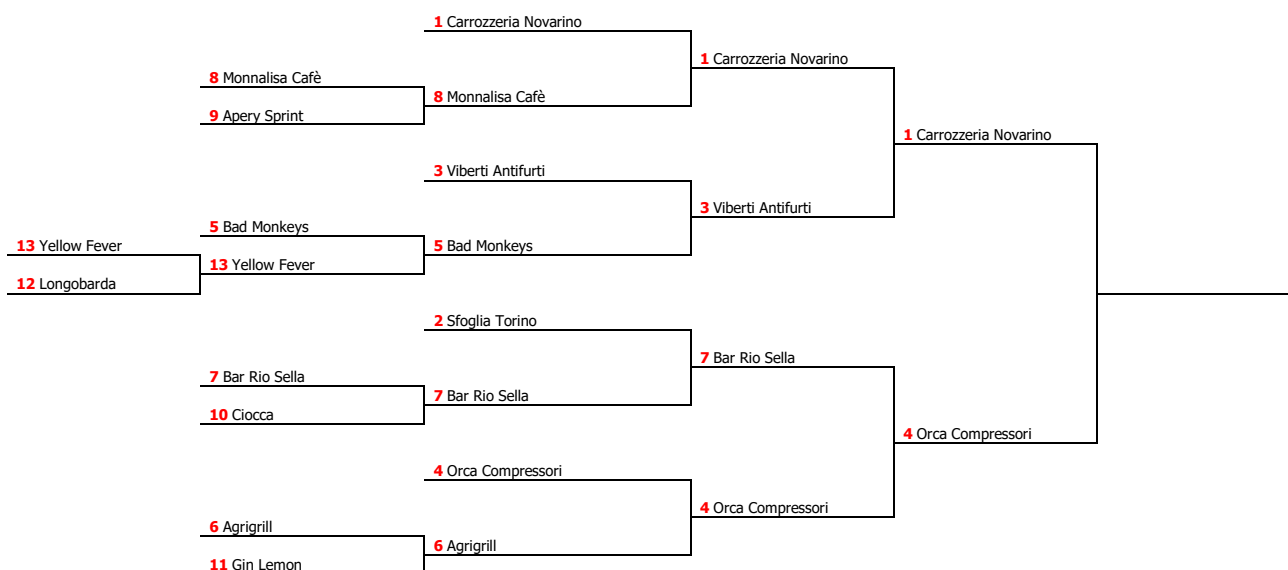 1 Carrozzeria Novarino
1 Carrozzeria Novarino
8 Monnalisa Cafè
8 Monnalisa Cafè
9 Apery Sprint
1 Carrozzeria Novarino
3 Viberti Antifurti
3 Viberti Antifurti
5 Bad Monkeys
13 Yellow Fever
5 Bad Monkeys
13 Yellow Fever
12 Longobarda
2 Sfoglia Torino
7 Bar Rio Sella
7 Bar Rio Sella
7 Bar Rio Sella
10 Ciocca
4 Orca Compressori
4 Orca Compressori
4 Orca Compressori
6 Agrigrill
6 Agrigrill
11 Gin Lemon